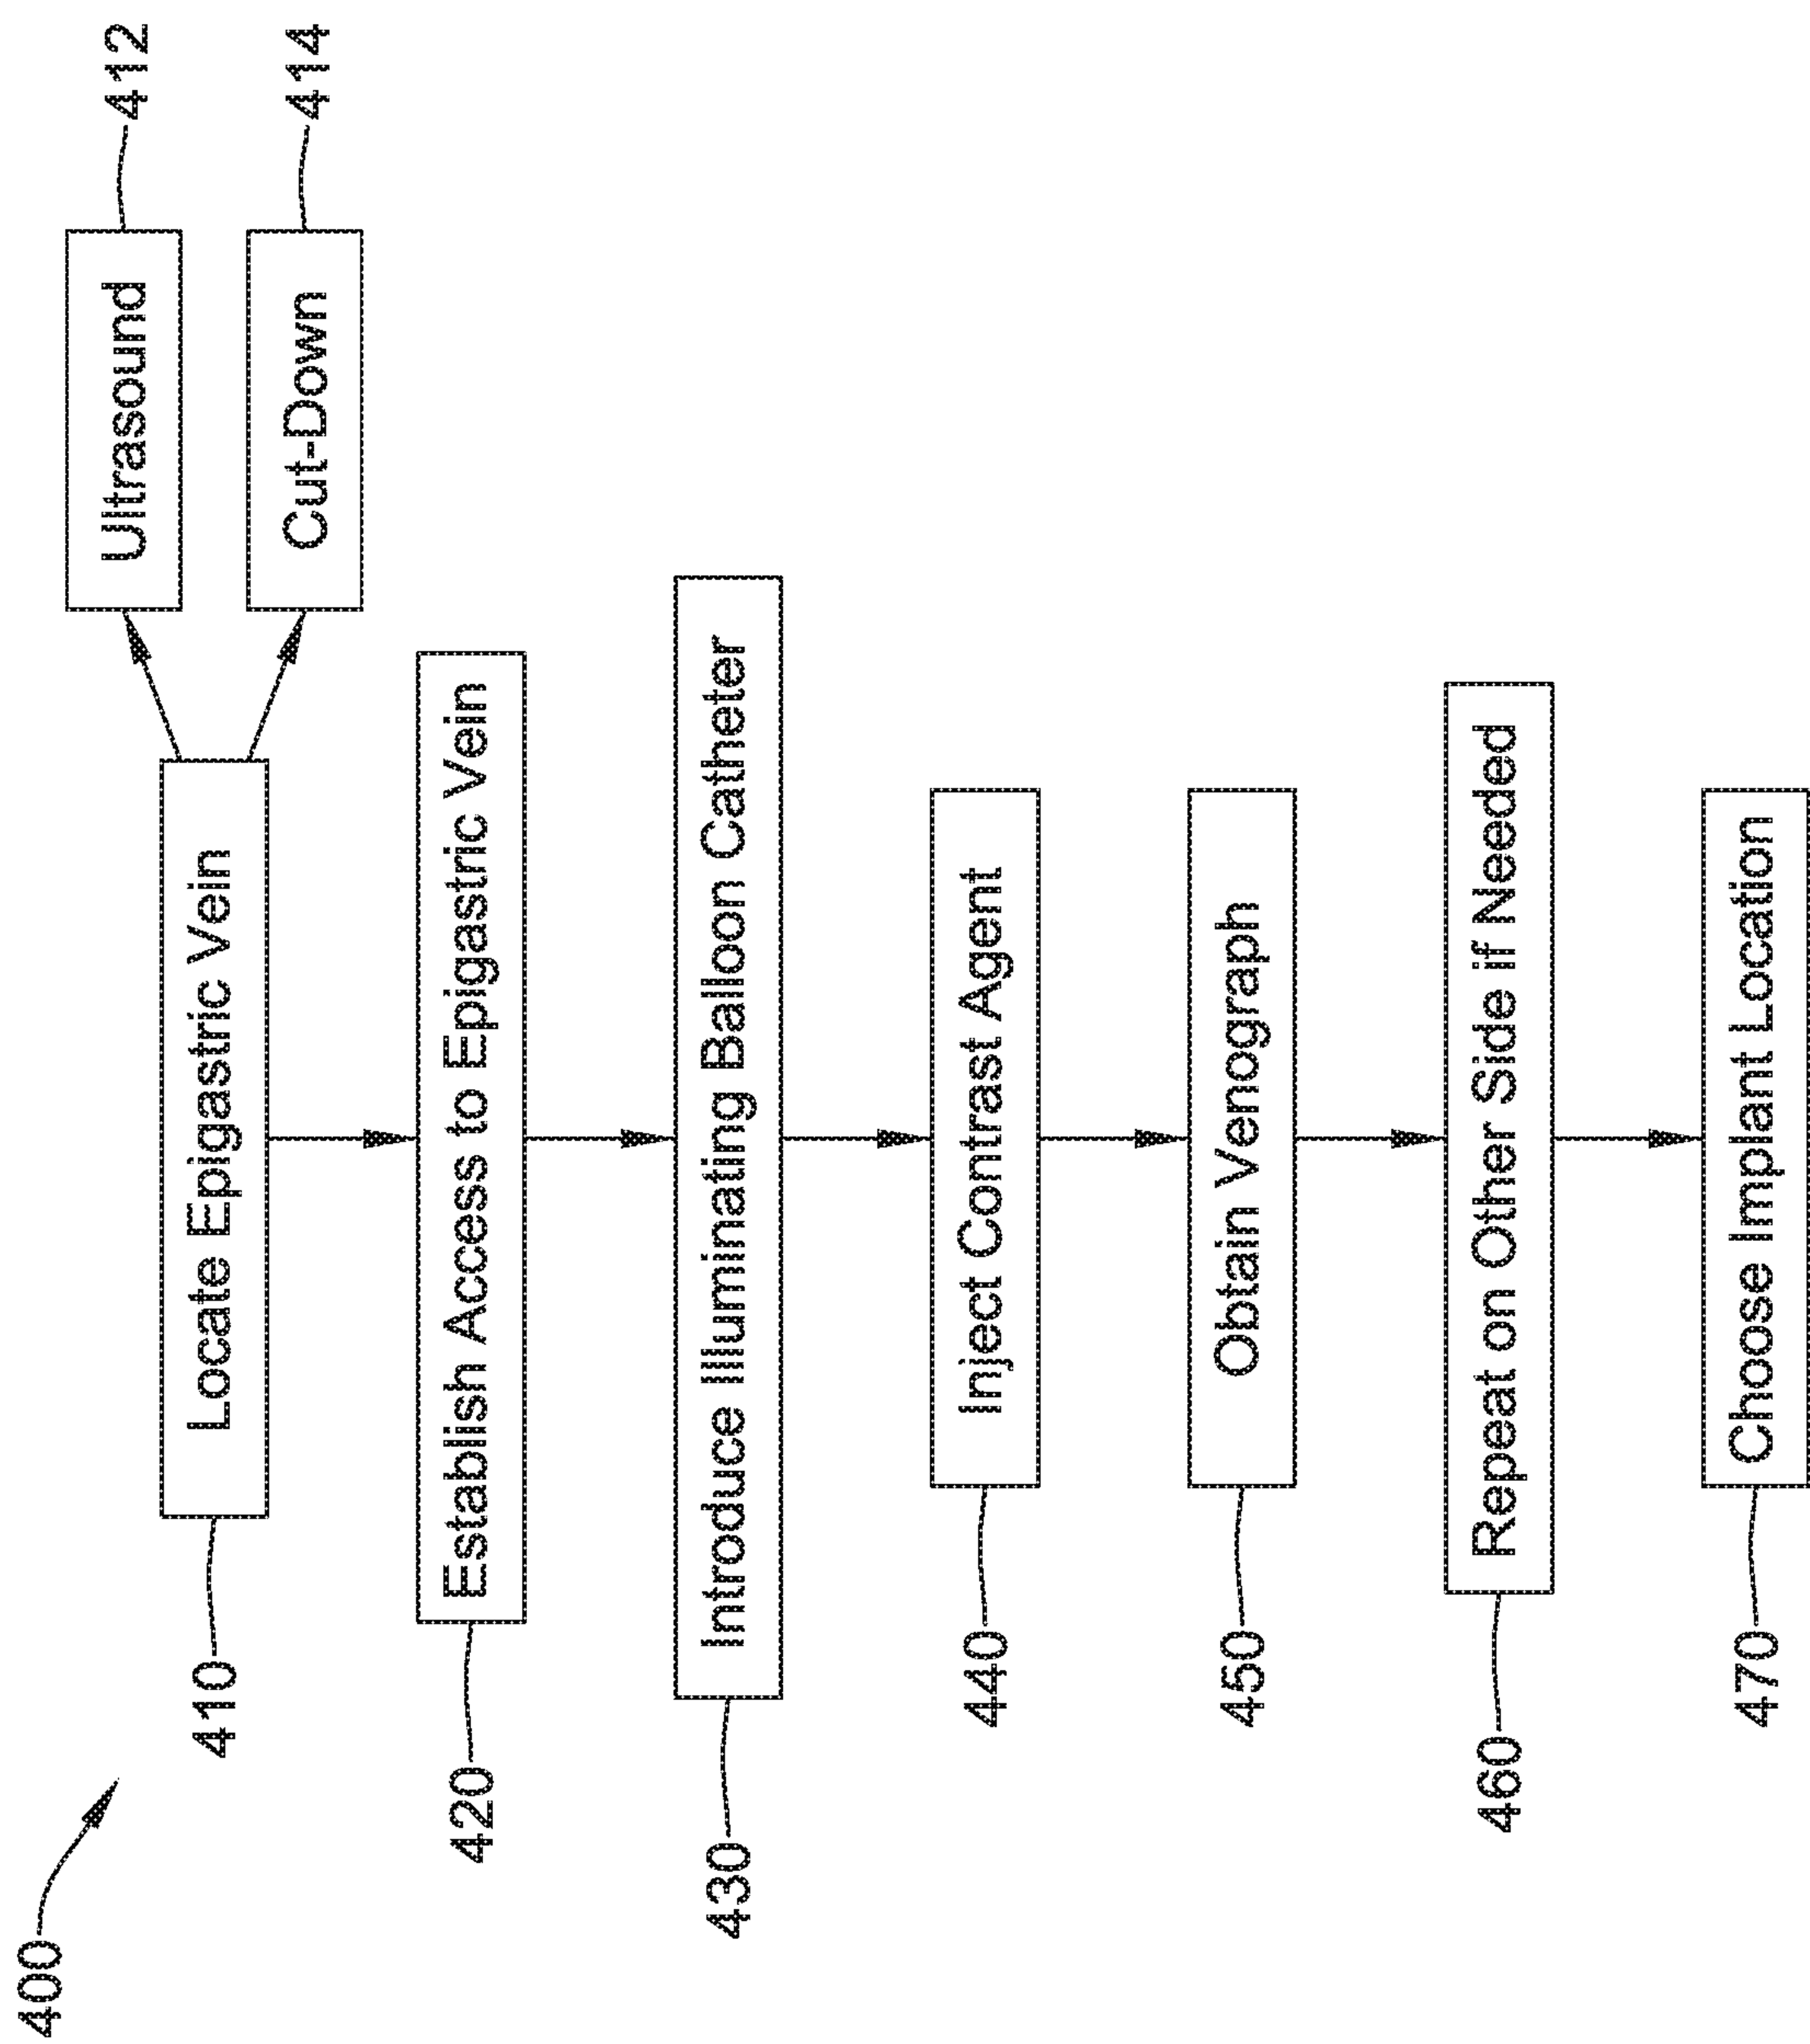 400
410
Locate Epigastric Vein
Ultrasound
412
Cut-Down
414
420
Establish Access to Epigastric Vein
430
Introduce Illuminating Balloon Catheter
440
Inject Contrast Agent
450
Obtain Venograph
460
Repeat on Other Side if Needed
470
Choose Implant Location